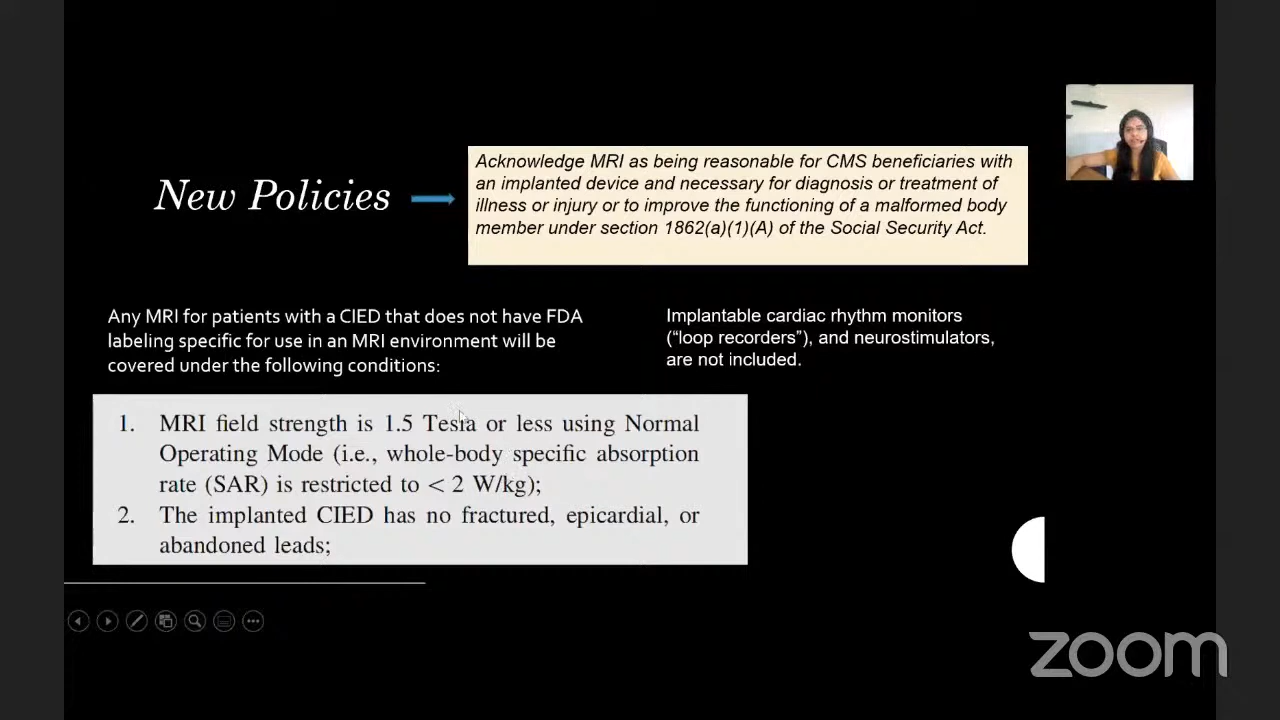 New Policies
Acknowledge MRI as being reasonable for CMS beneficiaries with
an implanted device and necessary for diagnosis or treatment of
illness or injury or to improve the functioning of a malformed body
member under section 1862(a)(1)(A) of the Social Security Act.
Any MRI for patients with a CIED that does not have FDA
labeling specific for use in an MRI environment will be
covered under the following conditions:
Implantable cardiac rhythm monitors
(“loop recorders”), and neurostimulators,
are not included.
1. MRI field strength is 1.5 Tesla or less using Normal
Operating Mode (i.e., whole-body specific absorption
rate (SAR) is restricted to < 2 W/kg);
2. The implanted CIED has no fractured, epicardial, or
abandoned leads;
zoom